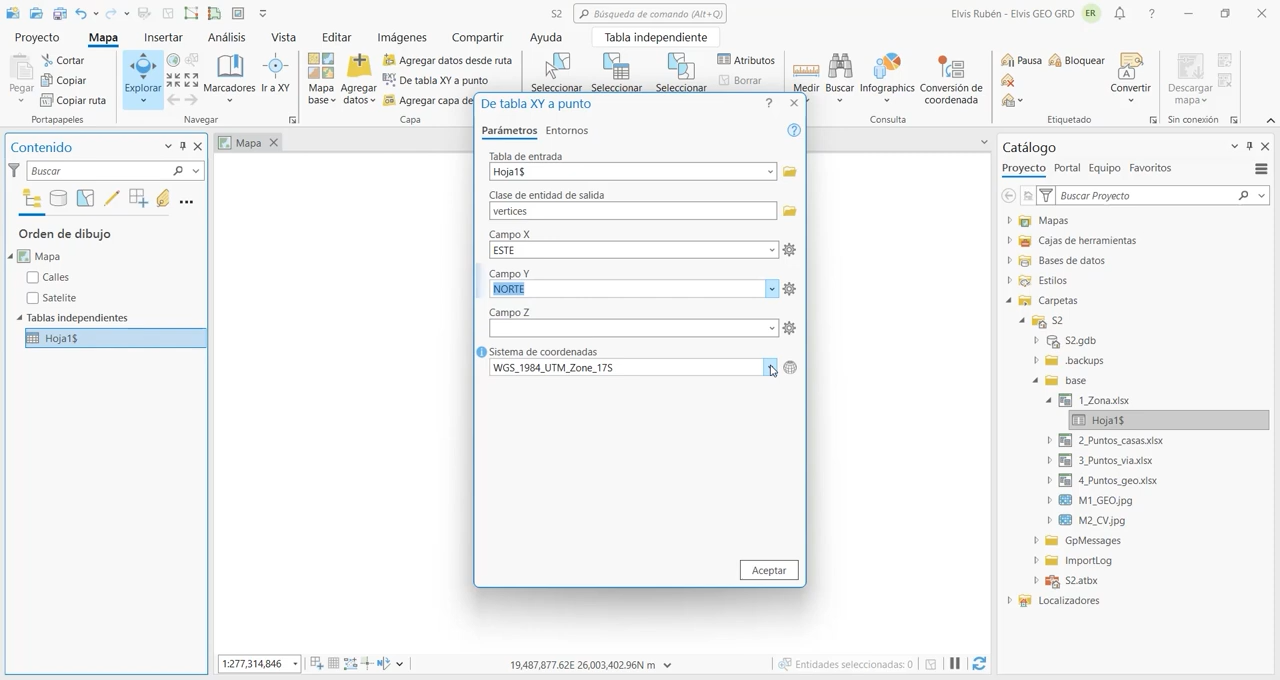 S2
Búsqueda de comando (Alt+Q)
Elvis Rubén - Elvis GEO GRD
ER
Proyecto
Mapa
Insertar
Análisis
Vista
Editar
Imágenes
Compartir
Ayuda
Tabla independiente
Pegar
Cortar
Copiar
Copiar ruta
Portapapeles
Explorar
Marcadores
Ir a XY
Navegar
Mapa base
Agregar datos
Agregar datos desde ruta
De tabla XY a punto
Agregar capa de
Capa
Seleccionar
Seleccionar
Seleccionar
Atributos
Borrar
Medir
Buscar
Infographics
Conversión de coordenada
Consulta
Pausa
Bloquear
Convertir
Etiquetado
Descargar mapa
Sin conexión
Contenido
Buscar
Orden de dibujo
Mapa
Calles
Satelite
Tablas independientes
Hoja1$
Mapa
De tabla XY a punto
?
Parámetros
Entornos
Tabla de entrada
Hoja1$
Clase de entidad de salida
vertices
Campo X
ESTE
Campo Y
NORTE
Campo Z
Sistema de coordenadas
WGS_1984_UTM_Zone_17S
Aceptar
1:277,314,846
19,487,877.62E 26,003,402.96N m
Entidades seleccionadas: 0
Catálogo
Proyecto
Portal
Equipo
Favoritos
Buscar Proyecto
Mapas
Cajas de herramientas
Bases de datos
Estilos
Carpetas
S2
S2.gdb
.backups
base
1_Zona.xlsx
Hoja1$
2_Puntos_casas.xlsx
3_Puntos_via.xlsx
4_Puntos_geo.xlsx
M1_GEO.jpg
M2_CV.jpg
GpMessages
ImportLog
S2.atbx
Localizadores